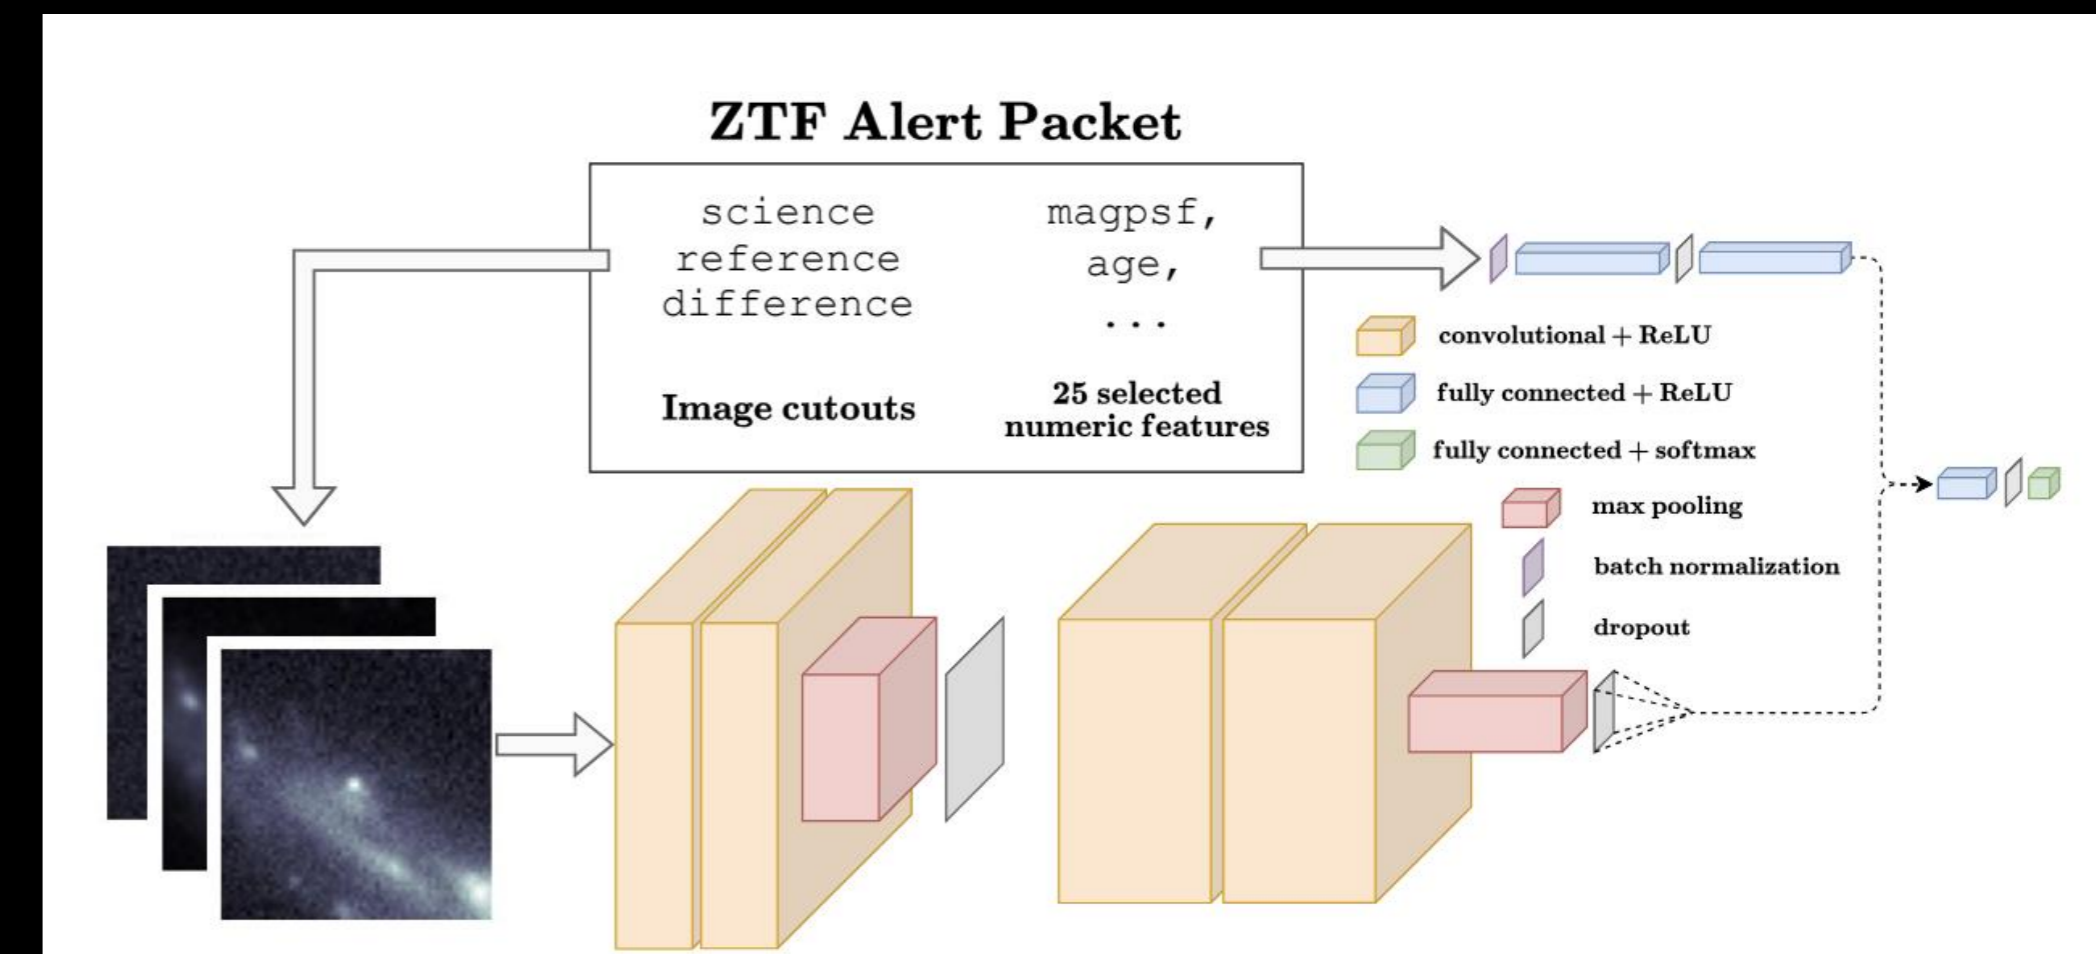 ZTF Alert Packet
science
reference
difference
Image cutouts
magpsf,
age,
...
25 selected
numeric features
convolutional + ReLU
fully connected + ReLU
fully connected + softmax
max pooling
batch normalization
dropout